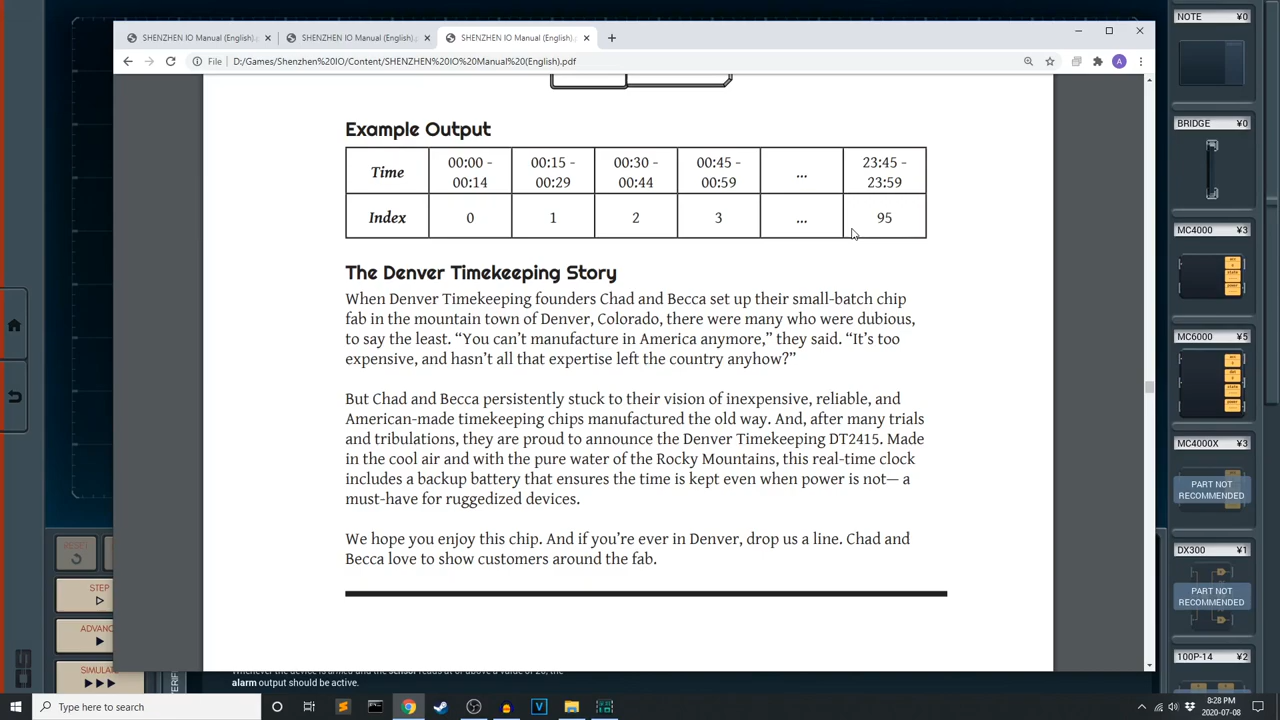 SHENZHEN IO Manual (English).p
SHENZHEN IO Manual (English).p
SHENZHEN IO Manual (English).p
File
D:/Games/Shenzhen%20IO/Content/SHENZHEN%20IO%20Manual%20(English).pdf
A
Example Output
Time
00:00 -
00:14
00:15 -
00:29
00:30 -
00:44
00:45 -
00:59
...
23:45 -
23:59
Index
0
1
2
3
...
95
The Denver Timekeeping Story
When Denver Timekeeping founders Chad and Becca set up their small-batch chip
fab in the mountain town of Denver, Colorado, there were many who were dubious,
to say the least. “You can’t manufacture in America anymore,” they said. “It’s too
expensive, and hasn’t all that expertise left the country anyhow?”
But Chad and Becca persistently stuck to their vision of inexpensive, reliable, and
American-made timekeeping chips manufactured the old way. And, after many trials
and tribulations, they are proud to announce the Denver Timekeeping DT2415. Made
in the cool air and with the pure water of the Rocky Mountains, this real-time clock
includes a backup battery that ensures the time is kept even when power is not— a
must-have for ruggedized devices.
We hope you enjoy this chip. And if you’re ever in Denver, drop us a line. Chad and
Becca love to show customers around the fab.
NOTE ¥0
BRIDGE ¥0
MC4000 ¥3
MC6000 ¥5
MC4000X ¥3
PART NOT
RECOMMENDED
DX300 ¥1
PART NOT
RECOMMENDED
100P-14 ¥2
RESET
STEP
ADVANC
SIMULAT
alarm output should be active.
Type here to search
8:28 PM
2020-07-08